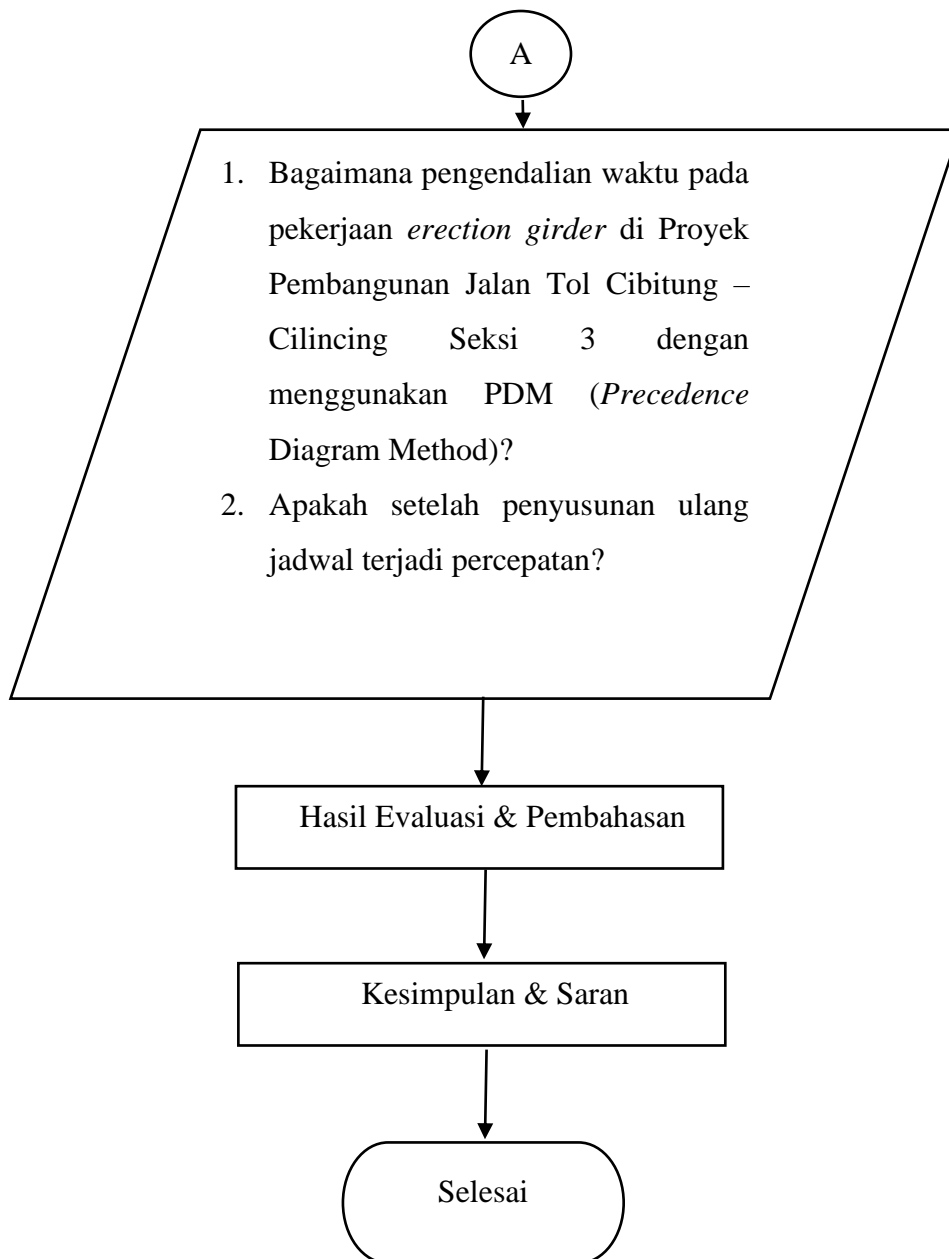 A
1. Bagaimana pengendalian waktu pada
pekerjaan erection girder di Proyek
Pembangunan Jalan Tol Cibitung –
Cilincing Seksi 3 dengan
menggunakan PDM (Precedence
Diagram Method)?
2. Apakah setelah penyusunan ulang
jadwal terjadi percepatan?
Hasil Evaluasi & Pembahasan
Kesimpulan & Saran
Selesai